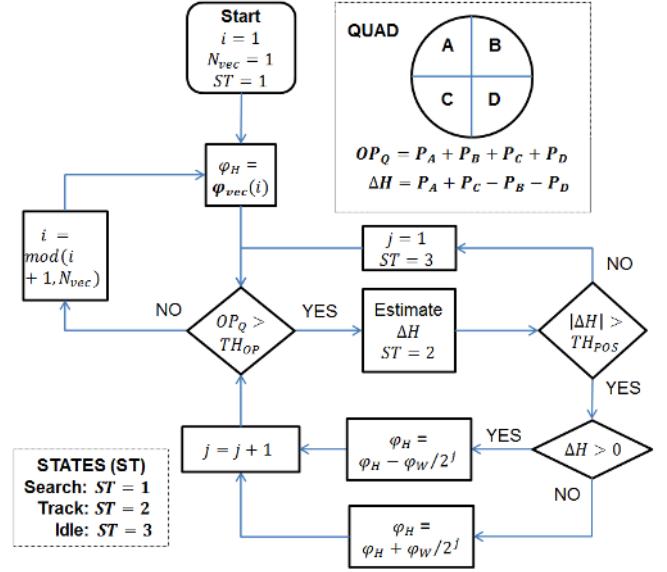 Start
i = 1
N_vec = 1
ST = 1
QUAD
A B
C D
OP_Q = P_A + P_B + P_C + P_D
ΔH = P_A + P_C − P_B − P_D
φ_H =
φ_vec(i)
i =
mod(i
+ 1, N_vec)
j = 1
ST = 3
NO
NO
OP_Q >
TH_OP
YES
Estimate
ΔH
ST = 2
|ΔH| >
TH_POS
YES
j = j + 1
φ_H =
φ_H − φ_W/2^j
YES
ΔH > 0
NO
STATES (ST)
Search: ST = 1
Track: ST = 2
Idle: ST = 3
φ_H =
φ_H + φ_W/2^j